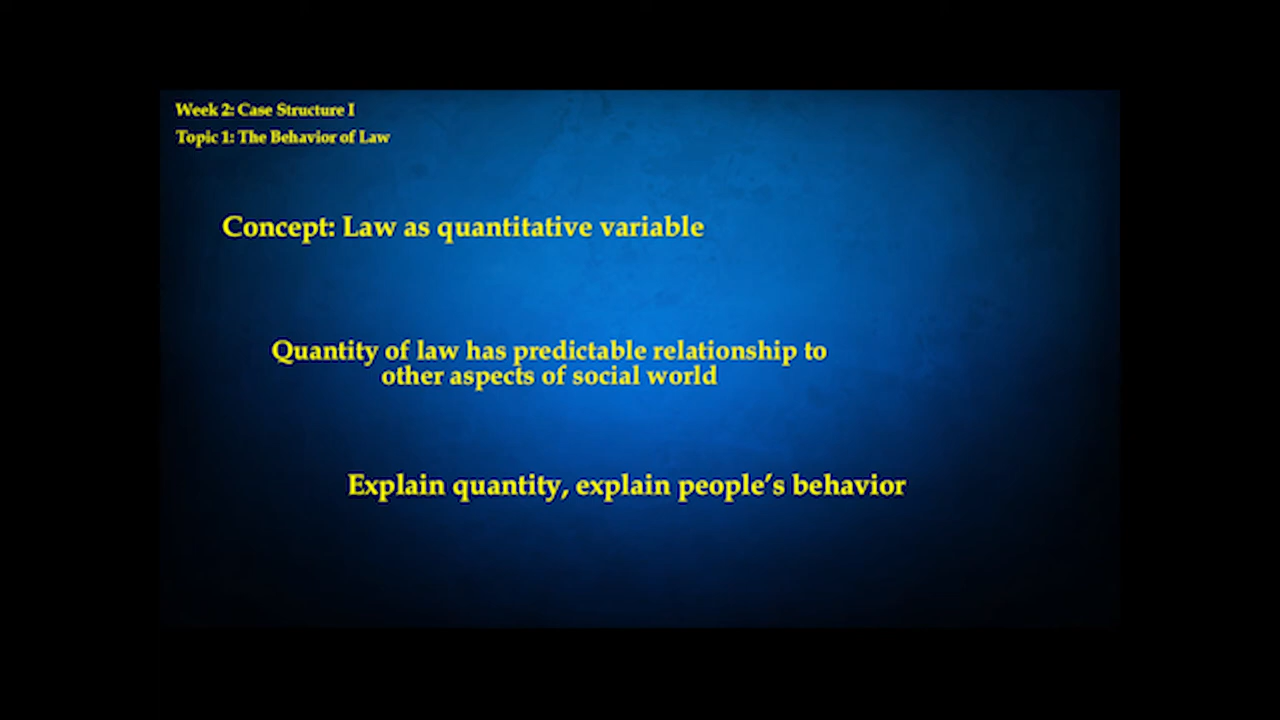 Week 2: Case Structure I
Topic 1: The Behavior of Law
Concept: Law as quantitative variable
Quantity of law has predictable relationship to
other aspects of social world
Explain quantity, explain people’s behavior